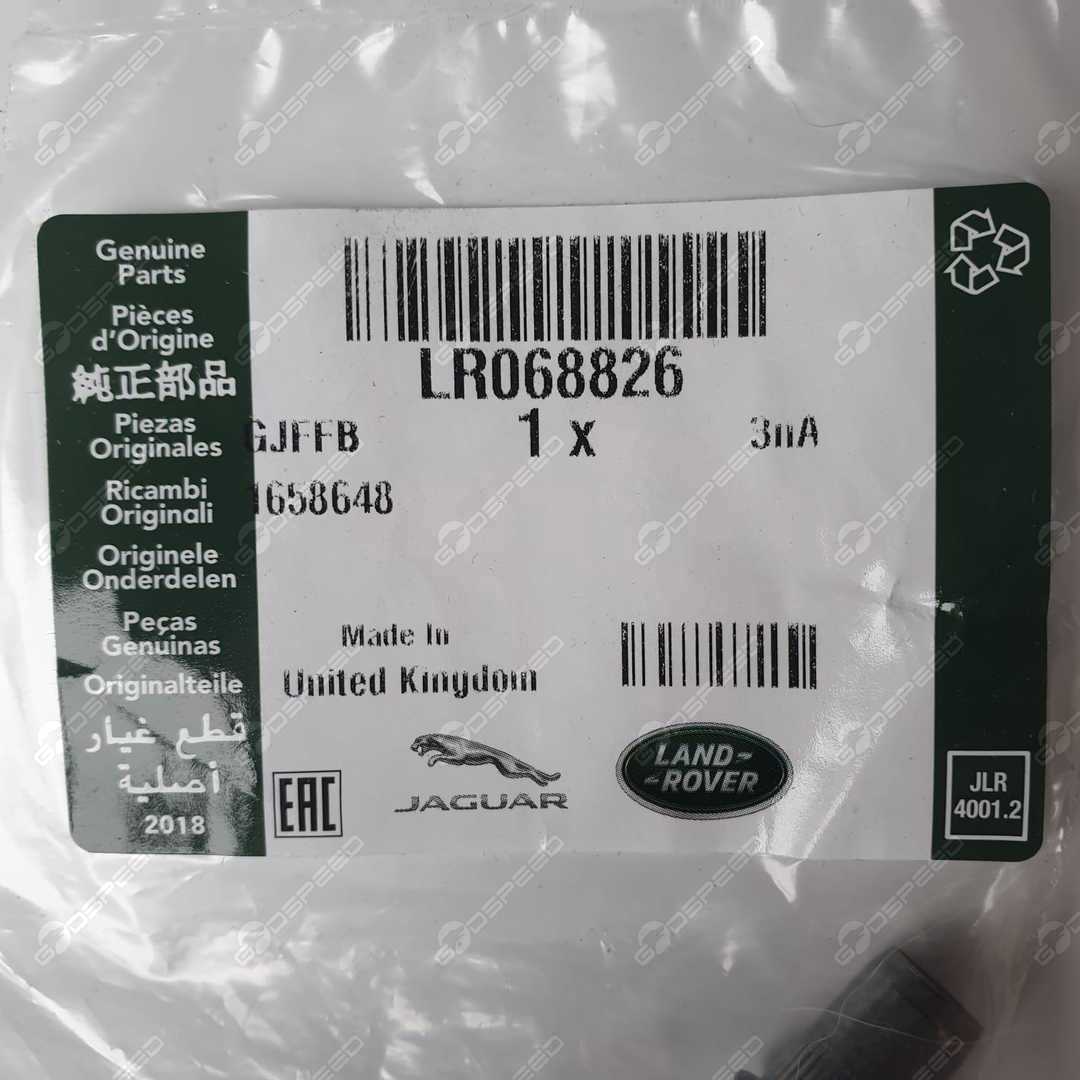 Genuine
Parts
Pièces
d'Origine
純正部品
Piezas
Originales
Ricambi
Originali
Originele
Onderdelen
Peças
Genuinas
Originalteile
قطع غيار
أصلية
2018
LR068826
GJFFB 1 x 3nA
1658648
Made In
United Kingdom
EAC
JAGUAR
LAND-
-ROVER
JLR
4001.2
GODSPEED